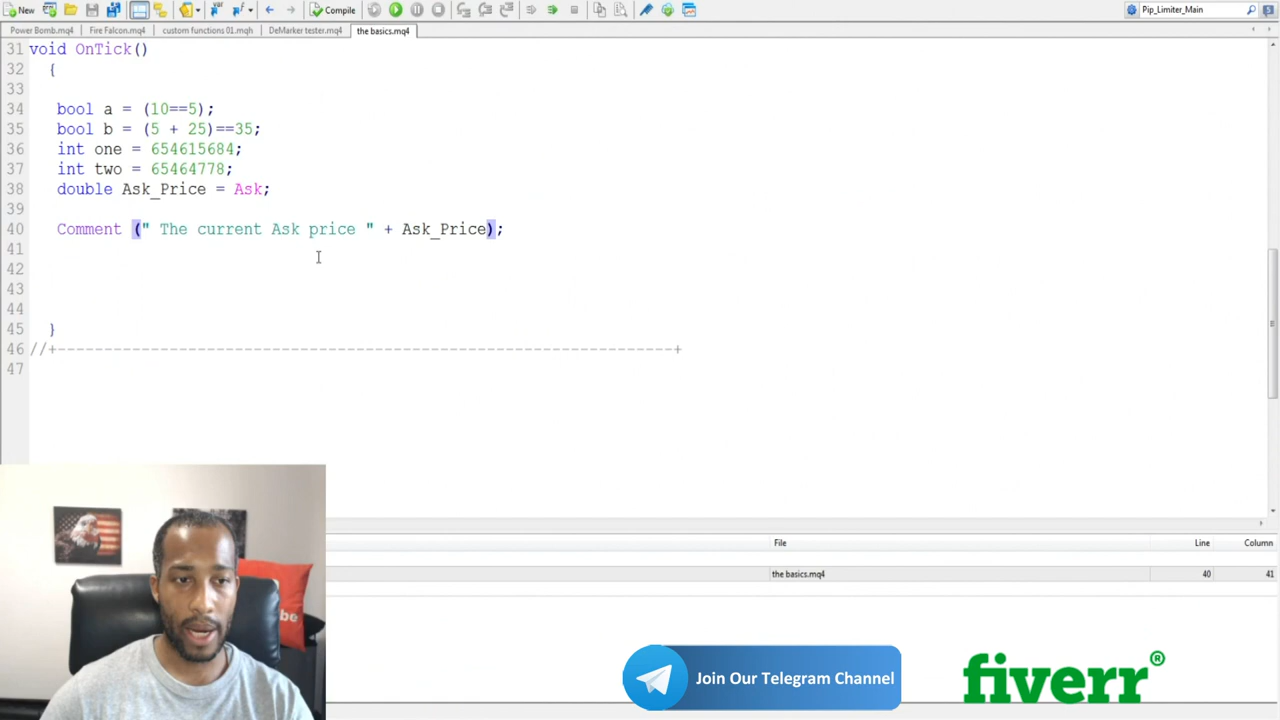 New
Compile
Pip_Limiter_Main
Power Bomb.mq4 Fire Falcon.mq4 custom functions 01.mqh DeMarker tester.mq4 the basics.mq4
31 void OnTick()
32 {
33
34 bool a = (10==5);
35 bool b = (5 + 25)==35;
36 int one = 654615684;
37 int two = 65464778;
38 double Ask_Price = Ask;
39
40 Comment (" The current Ask price " + Ask_Price);
41
42
43
44
45 }
46 //+------------------------------------------------------------------+
47
File Line Column
the basics.mq4 40 41
be
Join Our Telegram Channel
fiverr®